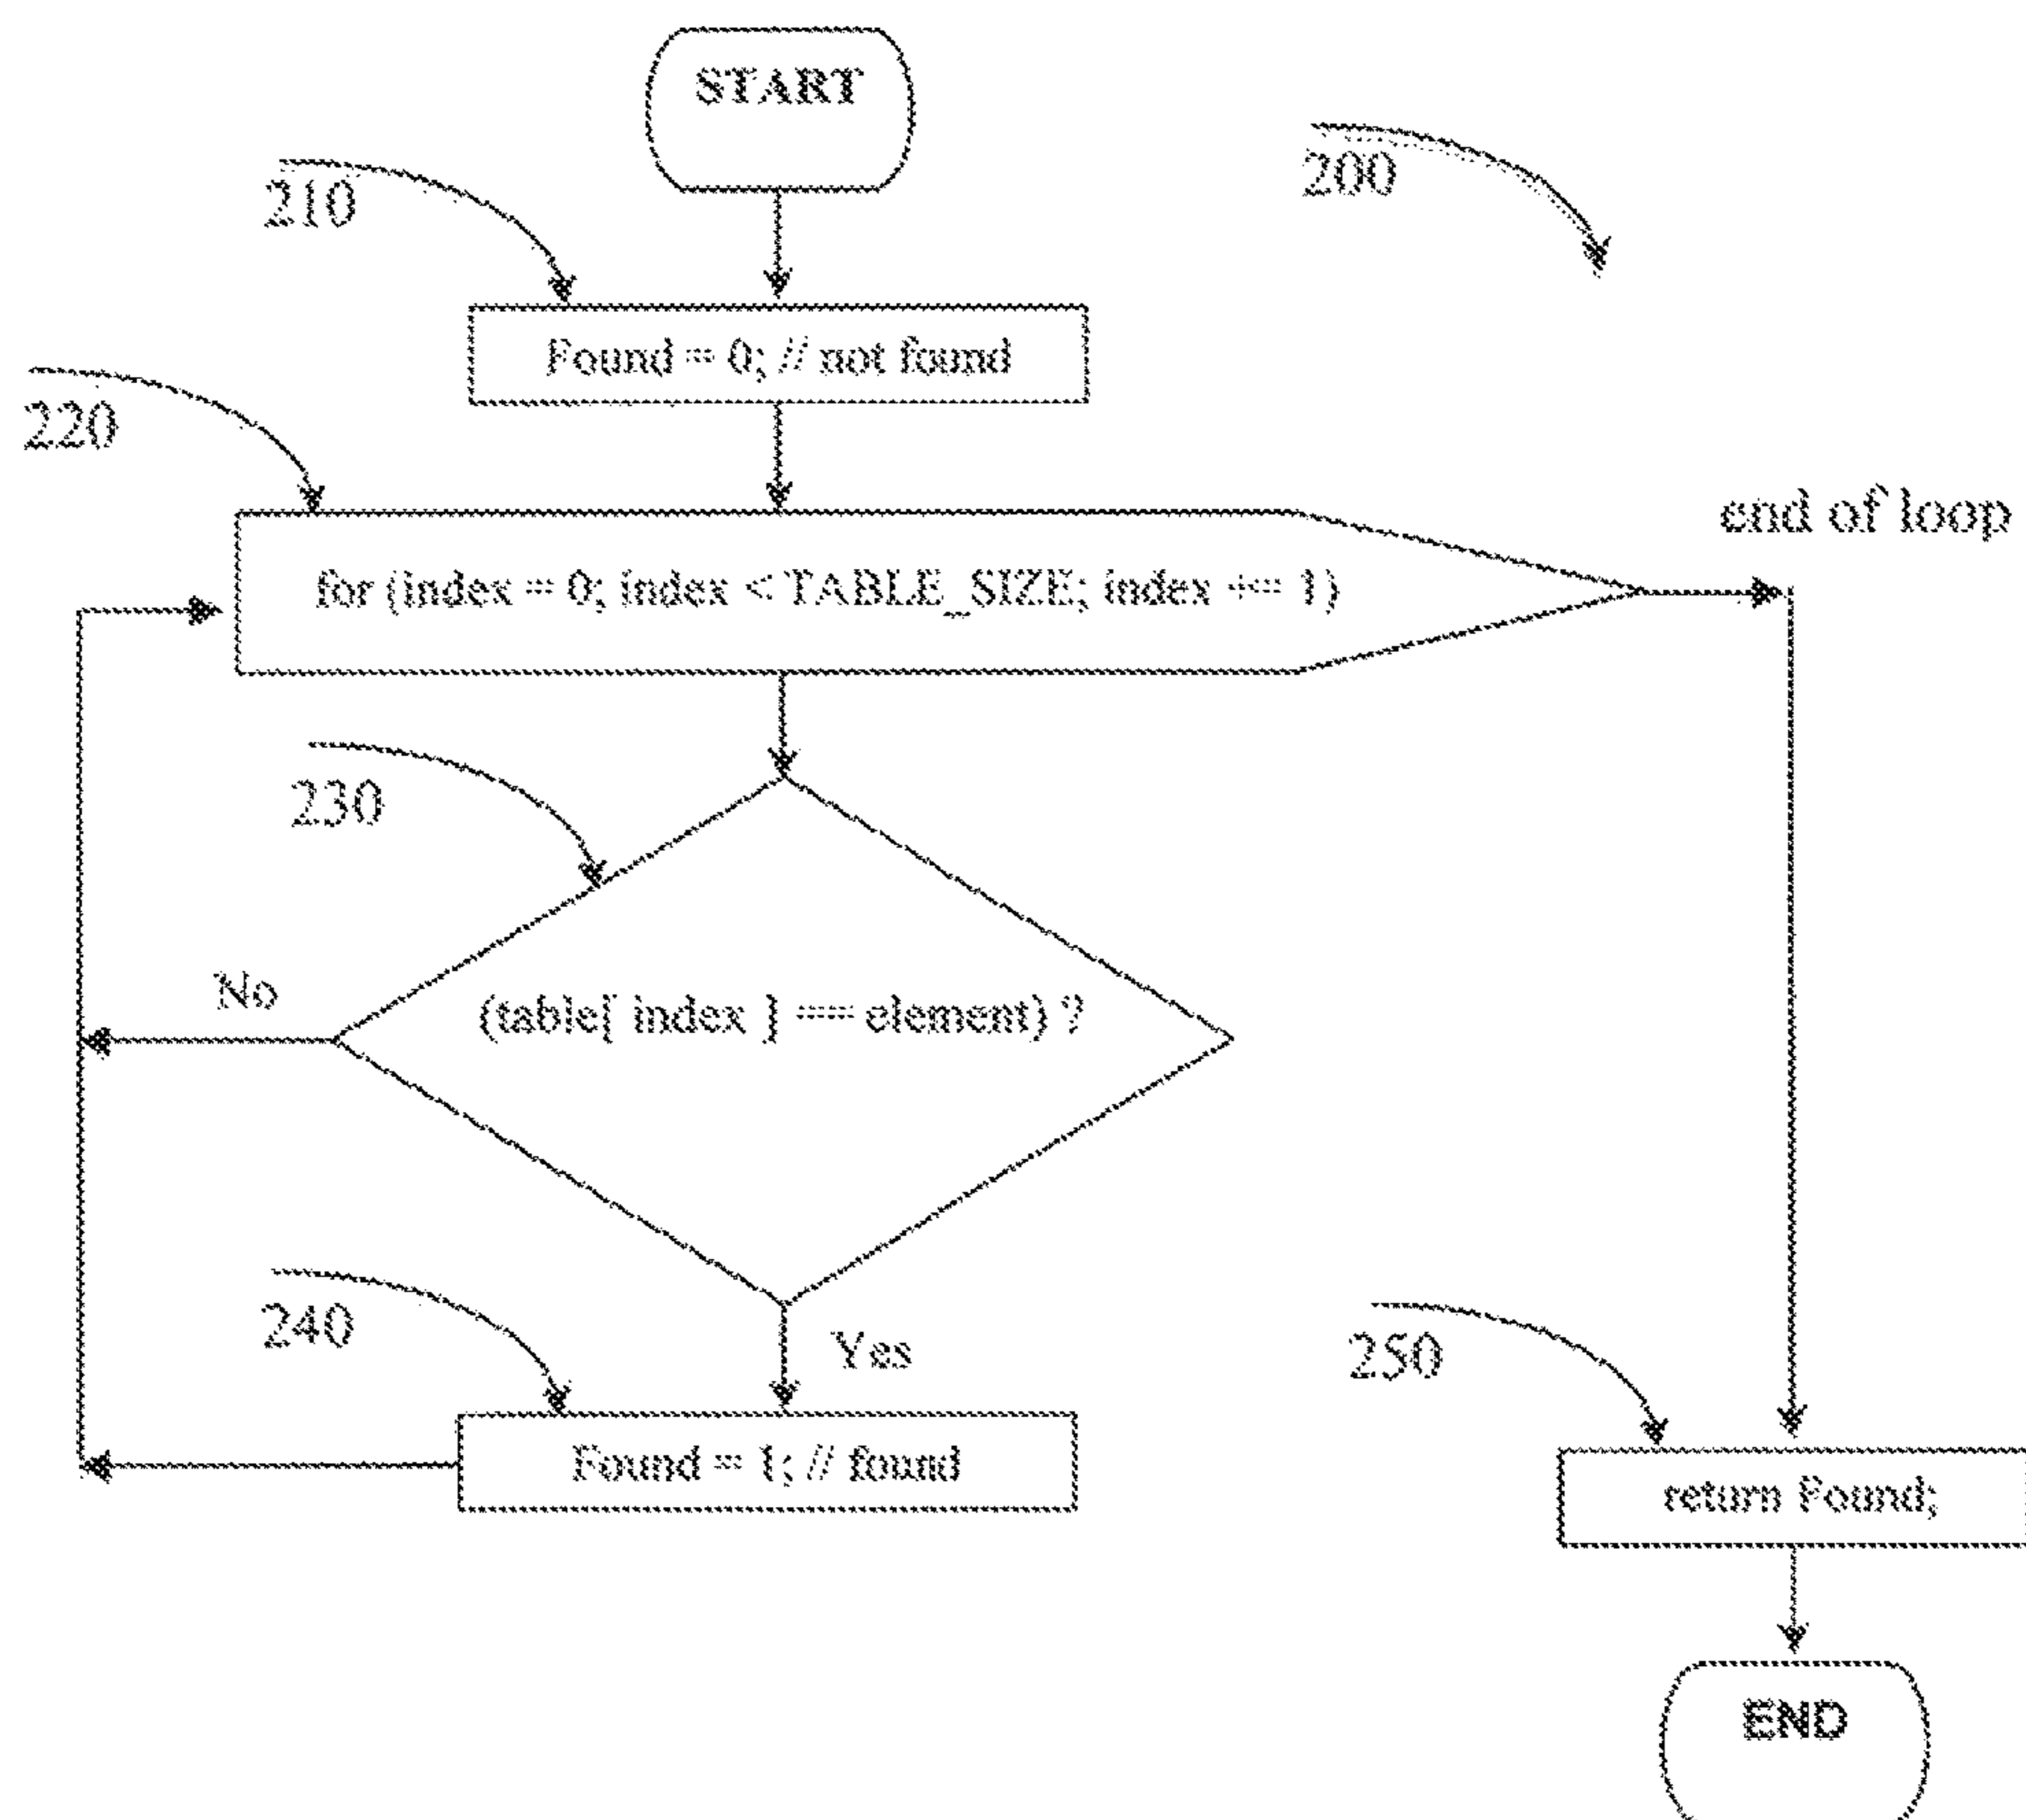 START
200
210
Found = 0; // not found
220
end of loop
for (index = 0; index < TABLE_SIZE; index += 1)
230
No
(table[ index ] == element) ?
240
Yes
250
Found = 1; // found
return Found;
END